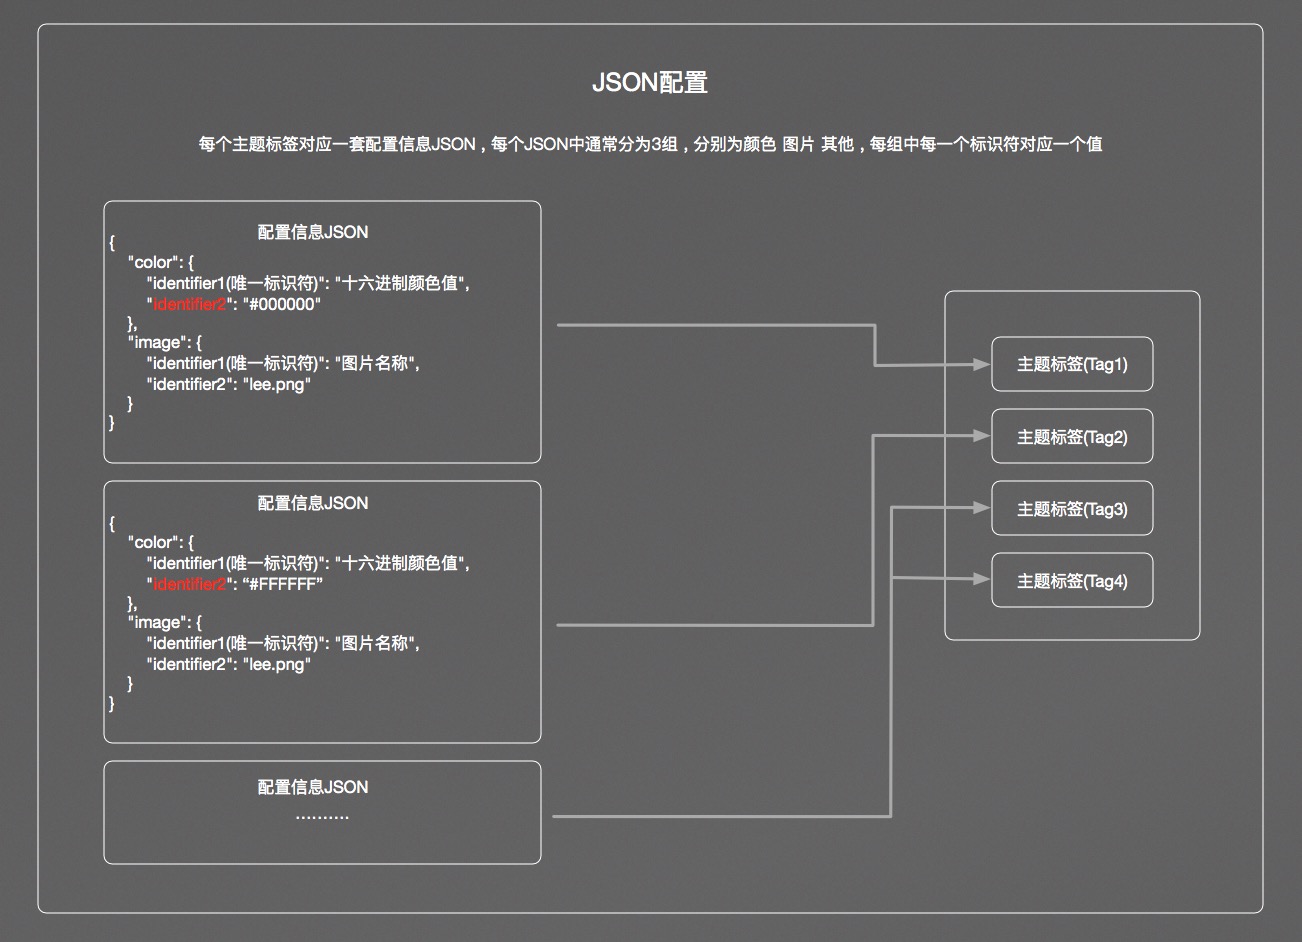 JSON配置
每个主题标签对应一套配置信息JSON , 每个JSON中通常分为3组 , 分别为颜色 图片 其他 , 每组中每一个标识符对应一个值
配置信息JSON
{
"color": {
"identifier1(唯一标识符)": "十六进制颜色值",
"identifier2": "#000000"
},
"image": {
"identifier1(唯一标识符)": "图片名称",
"identifier2": "lee.png"
}
}
配置信息JSON
{
"color": {
"identifier1(唯一标识符)": "十六进制颜色值",
"identifier2": “#FFFFFF”
},
"image": {
"identifier1(唯一标识符)": "图片名称",
"identifier2": "lee.png"
}
}
配置信息JSON
..........
主题标签(Tag1)
主题标签(Tag2)
主题标签(Tag3)
主题标签(Tag4)